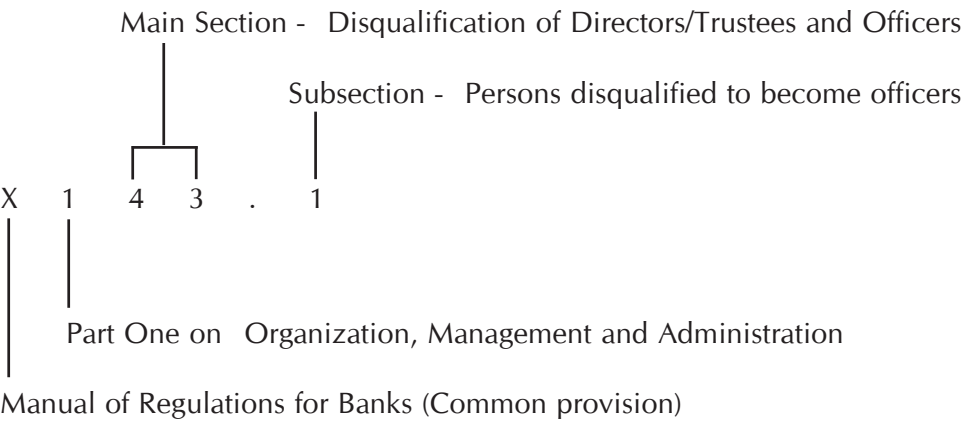 Main Section - Disqualification of Directors/Trustees and Officers
Subsection - Persons disqualified to become officers
X 1 4 3 . 1
Part One on Organization, Management and Administration
Manual of Regulations for Banks (Common provision)